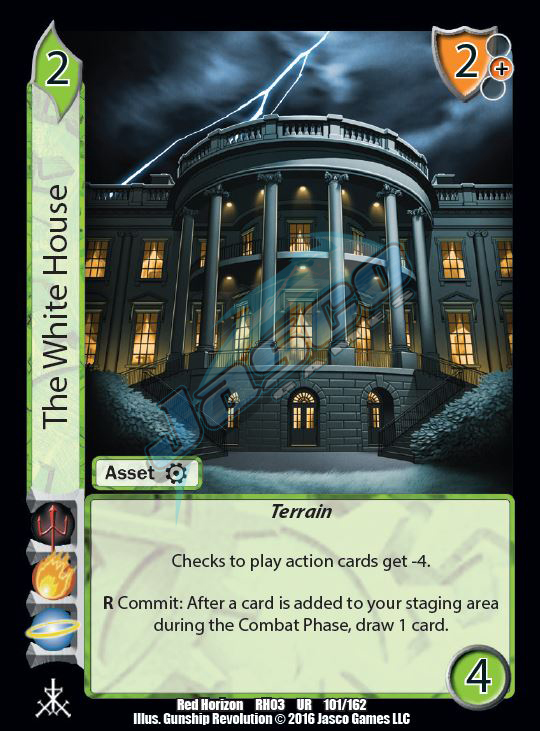 2
2 +
The White House
Jasco
Asset
Terrain
Checks to play action cards get -4.
R Commit: After a card is added to your staging area
during the Combat Phase, draw 1 card.
4
Red Horizon RH03 UR 101/162
Illus. Gunship Revolution © 2016 Jasco Games LLC